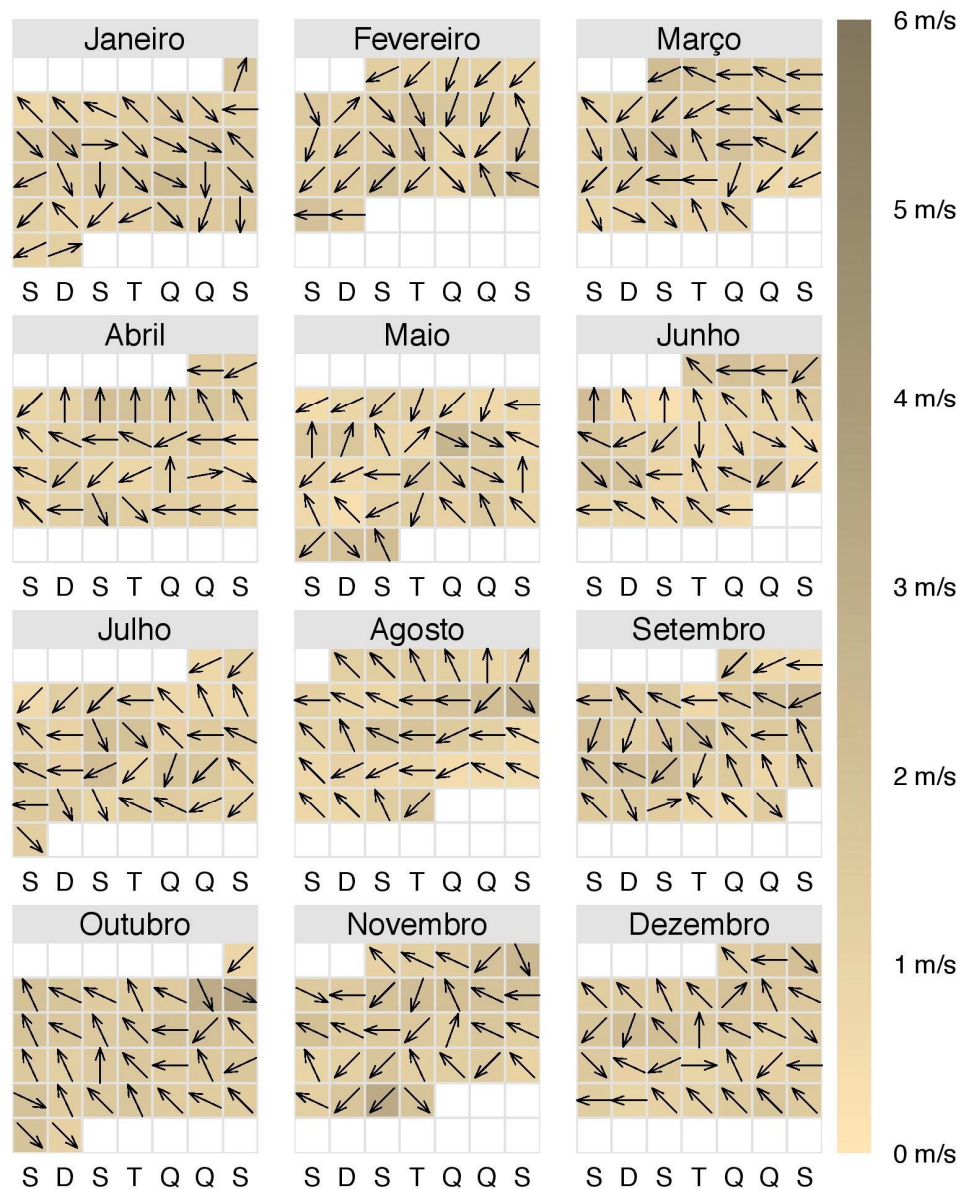 Janeiro
Fevereiro
Março
S D S T Q Q S
S D S T Q Q S
S D S T Q Q S
Abril
Maio
Junho
S D S T Q Q S
S D S T Q Q S
S D S T Q Q S
Julho
Agosto
Setembro
S D S T Q Q S
S D S T Q Q S
S D S T Q Q S
Outubro
Novembro
Dezembro
S D S T Q Q S
S D S T Q Q S
S D S T Q Q S
6 m/s
5 m/s
4 m/s
3 m/s
2 m/s
1 m/s
0 m/s